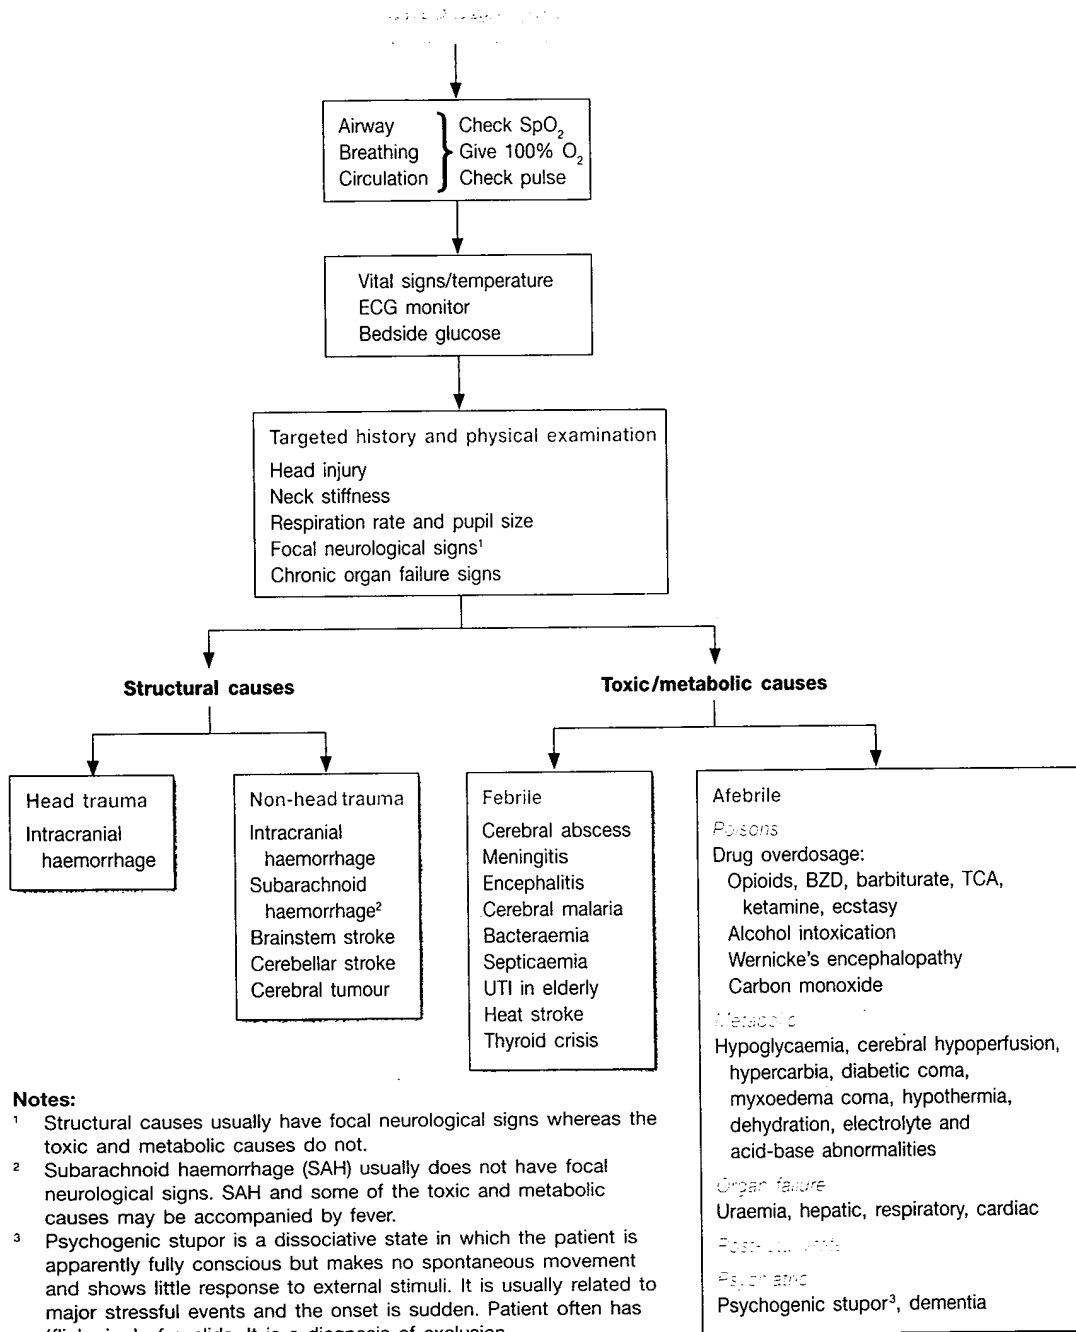 Airway
Breathing
Circulation
Check SpO₂
Give 100% O₂
Check pulse
Vital signs/temperature
ECG monitor
Bedside glucose
Targeted history and physical examination
Head injury
Neck stiffness
Respiration rate and pupil size
Focal neurological signs¹
Chronic organ failure signs
Structural causes
Toxic/metabolic causes
Head trauma
Intracranial
haemorrhage
Non-head trauma
Intracranial
haemorrhage
Subarachnoid
haemorrhage²
Brainstem stroke
Cerebellar stroke
Cerebral tumour
Febrile
Cerebral abscess
Meningitis
Encephalitis
Cerebral malaria
Bacteraemia
Septicaemia
UTI in elderly
Heat stroke
Thyroid crisis
Afebrile
Poisons
Drug overdosage:
Opioids, BZD, barbiturate, TCA,
ketamine, ecstasy
Alcohol intoxication
Wernicke's encephalopathy
Carbon monoxide
Metabolic
Hypoglycaemia, cerebral hypoperfusion,
hypercarbia, diabetic coma,
myxoedema coma, hypothermia,
dehydration, electrolyte and
acid-base abnormalities
Organ failure
Uraemia, hepatic, respiratory, cardiac
Psychiatric
Psychogenic stupor³, dementia
Notes:
¹ Structural causes usually have focal neurological signs whereas the
toxic and metabolic causes do not.
² Subarachnoid haemorrhage (SAH) usually does not have focal
neurological signs. SAH and some of the toxic and metabolic
causes may be accompanied by fever.
³ Psychogenic stupor is a dissociative state in which the patient is
apparently fully conscious but makes no spontaneous movement
and shows little response to external stimuli. It is usually related to
major stressful events and the onset is sudden. Patient often has
It is a diagnosis of exclusion